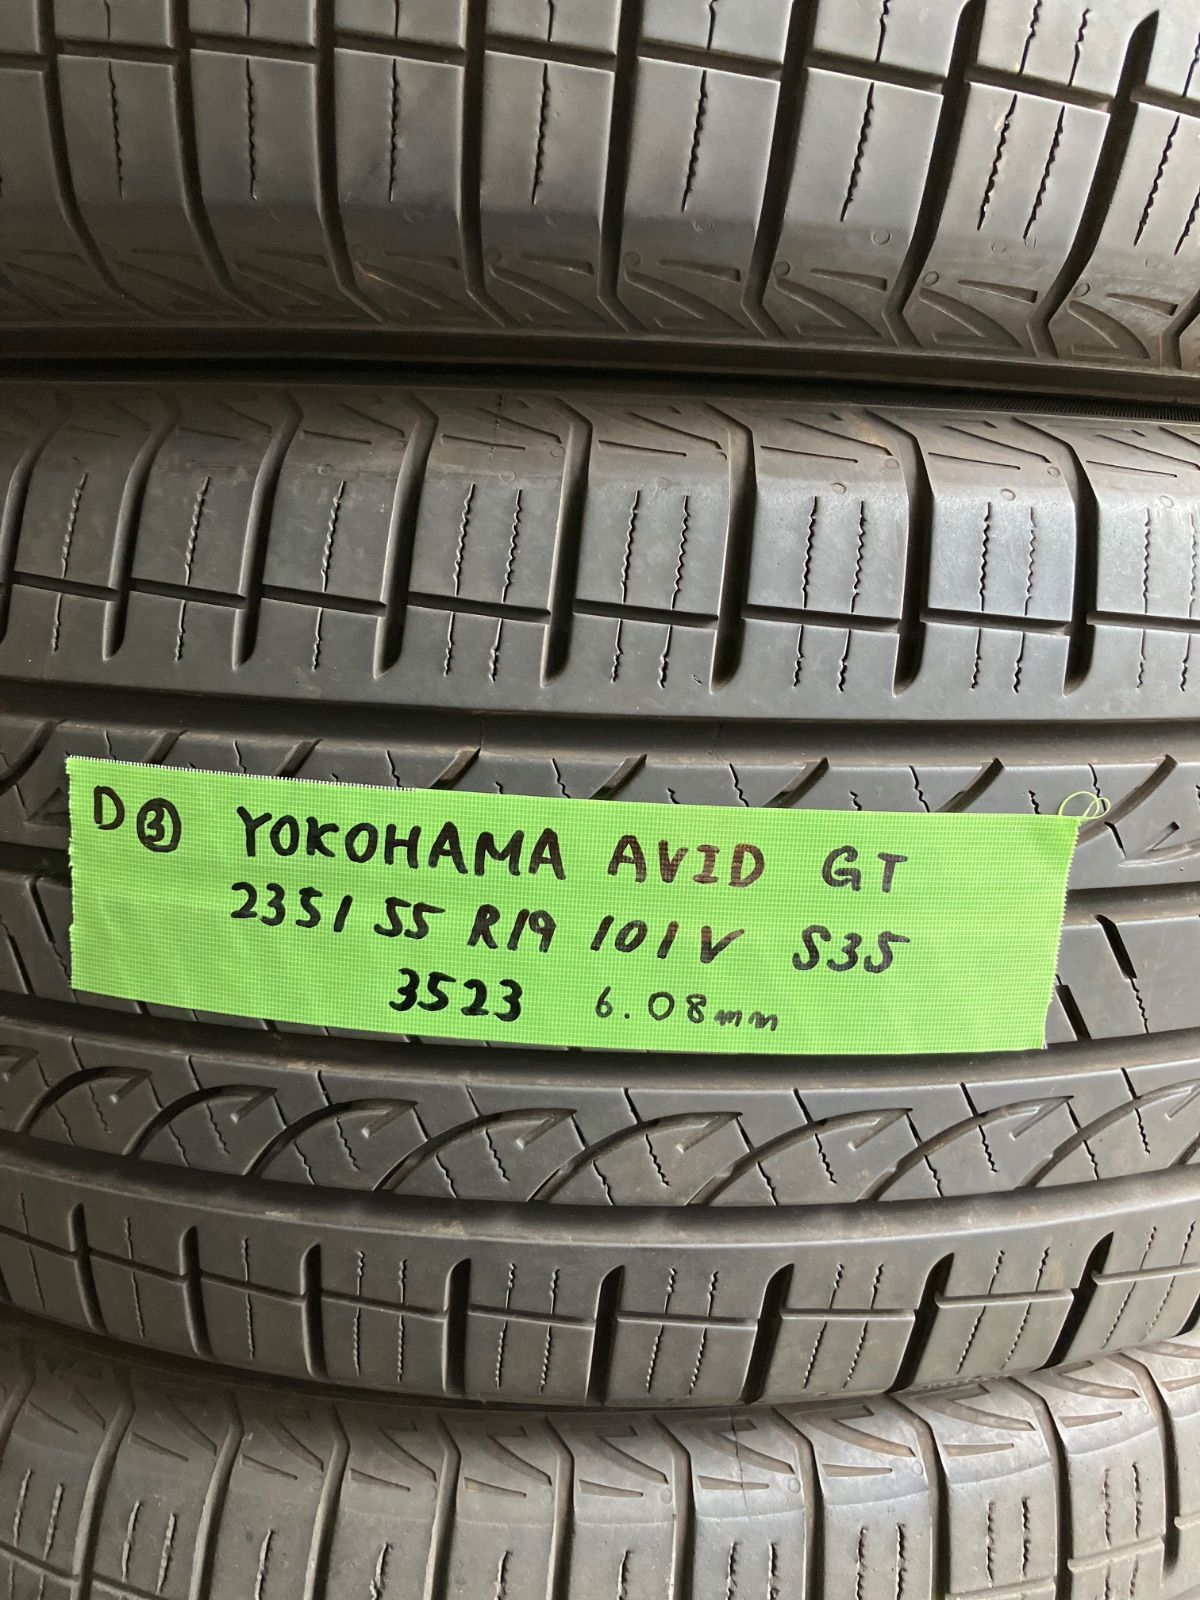 D③ YOKOHAMA AVID GT
235/55 R19 101V S35
3523 6.08mm